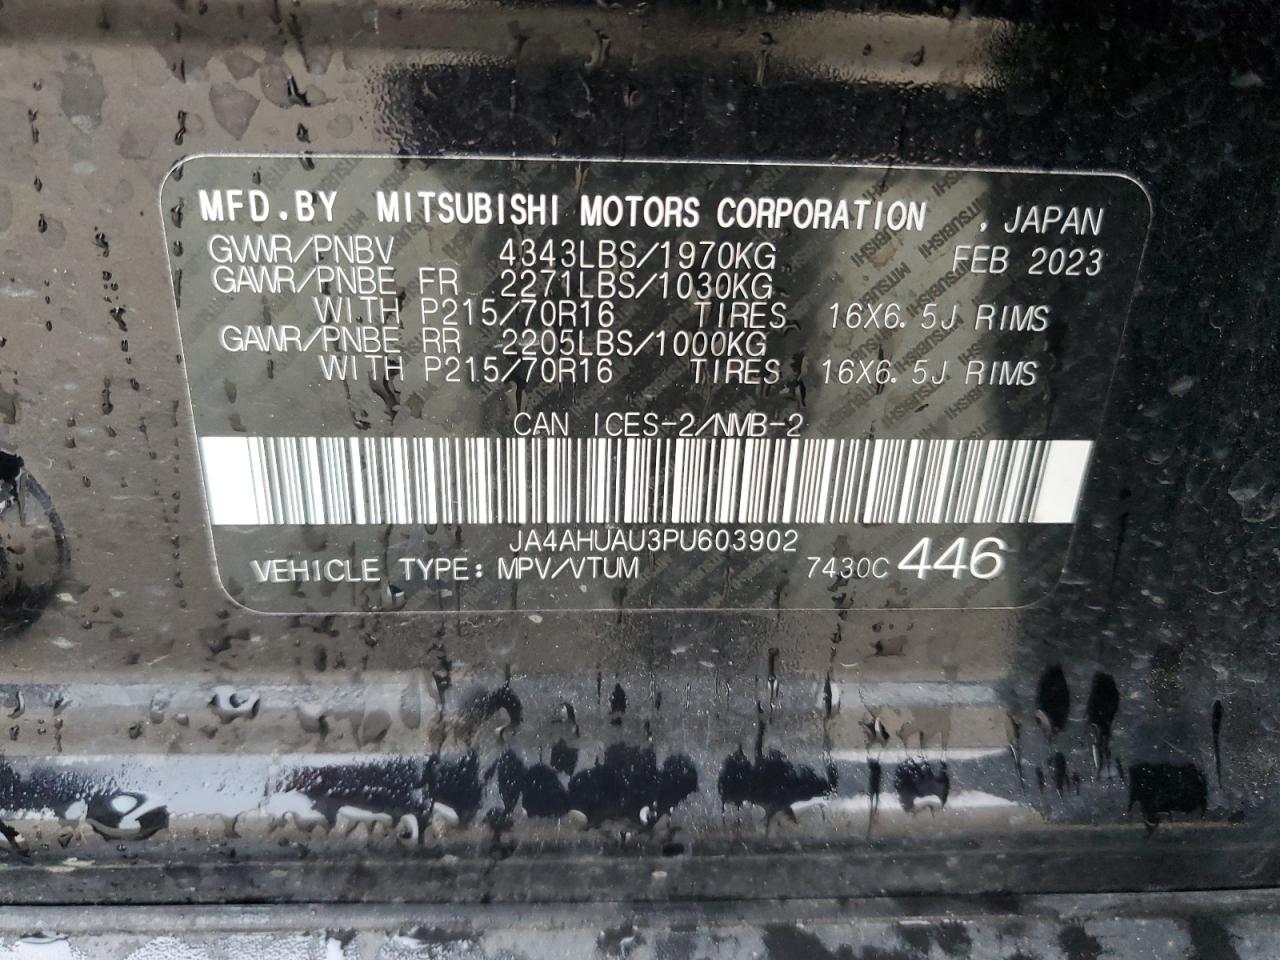 MFD.BY MITSUBISHI MOTORS CORPORATION , JAPAN
GVWR/PNBV 4343LBS/1970KG FEB 2023
GAWR/PNBE FR 2271LBS/1030KG
WITH P215/70R16 TIRES 16X6.5J RIMS
GAWR/PNBE RR 2205LBS/1000KG
WITH P215/70R16 TIRES 16X6.5J RIMS
CAN ICES-2/NMB-2
JA4AHUAU3PU603902
VEHICLE TYPE: MPV/VTUM 7430C 446